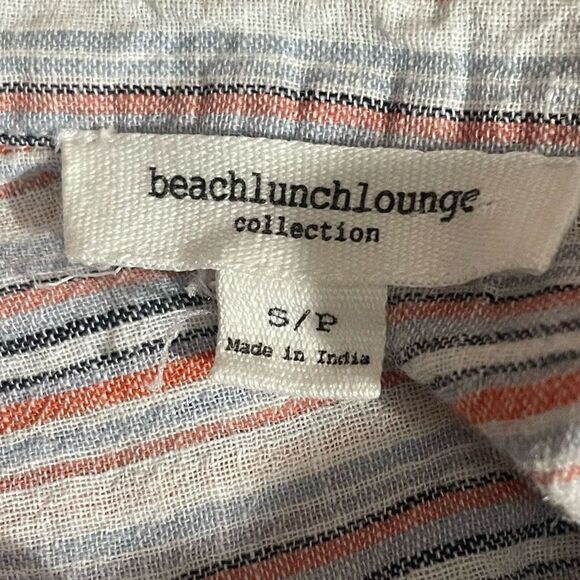 beachlunchlounge
collection
S/P
Made in India